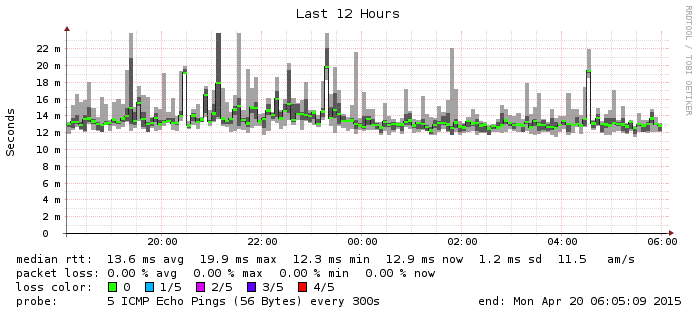 Last 12 Hours
RRDTOOL / TOBI OETIKER
Seconds
22 m
20 m
18 m
16 m
14 m
12 m
10 m
8 m
6 m
4 m
2 m
0
20:00 22:00 00:00 02:00 04:00 06:00
median rtt: 13.6 ms avg 19.9 ms max 12.3 ms min 12.9 ms now 1.2 ms sd 11.5 am/s
packet loss: 0.00 % avg 0.00 % max 0.00 % min 0.00 % now
loss color: 0 1/5 2/5 3/5 4/5
probe: 5 ICMP Echo Pings (56 Bytes) every 300s end: Mon Apr 20 06:05:09 2015